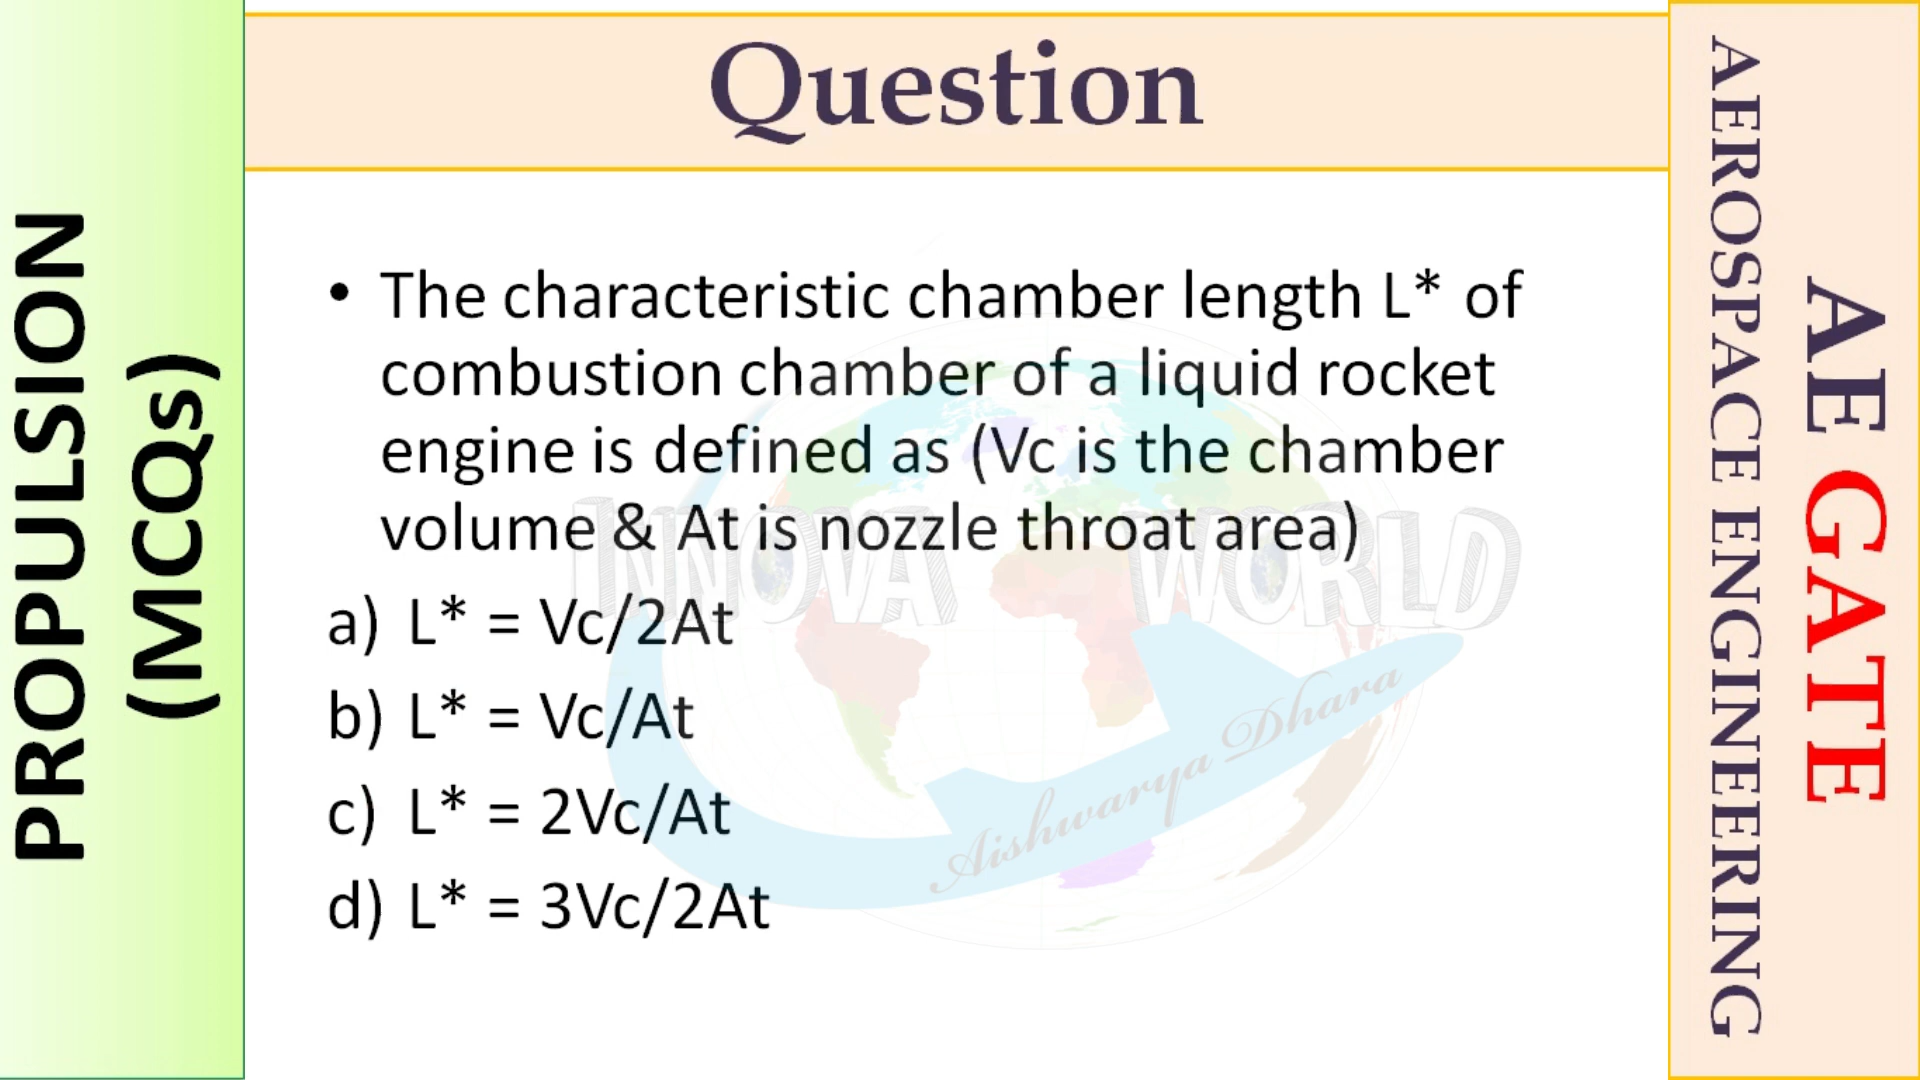 PROPULSION
(MCQs)
Question
• The characteristic chamber length L* of
combustion chamber of a liquid rocket
engine is defined as (Vc is the chamber
volume & At is nozzle throat area)
a) L* = Vc/2At
b) L* = Vc/At
c) L* = 2Vc/At
d) L* = 3Vc/2At
INNOVA WORLD
Aishwarya Dhara
AE GATE
AEROSPACE ENGINEERING